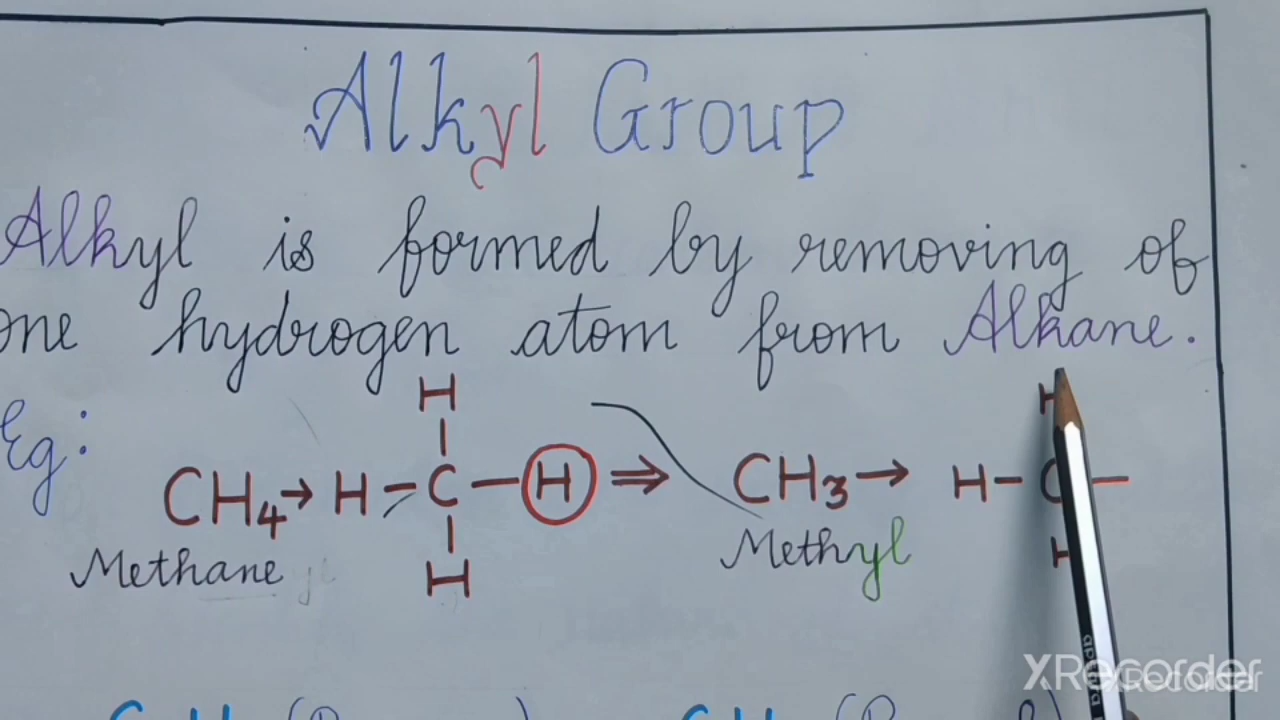 Alkyl Group
Alkyl is formed by removing of
one hydrogen atom from Alkane.
Eg:
H
H
CH4 → H – C – H ⇒ CH3 → H – C –
Methane
Methyl
H
H
XRecorder